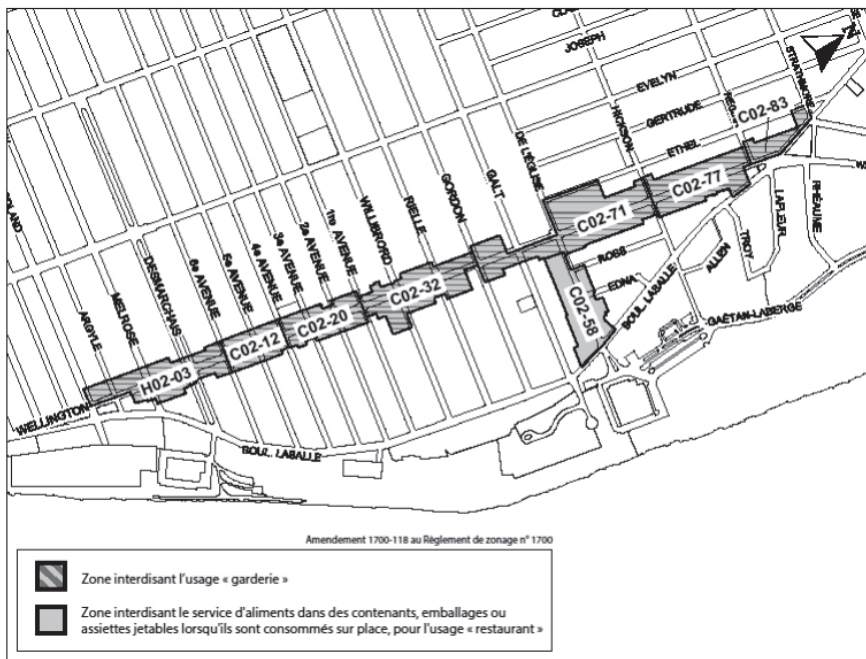 JOSEPH
EVELYN
GERTRUDE
ETHEL
STRATHMORE
N
C02-83
HICKSON
DE L'ÉGLISE
GALT
GORDON
RIELLE
WILLIBRORD
1re AVENUE
2e AVENUE
3e AVENUE
4e AVENUE
5e AVENUE
6e AVENUE
DESMARCHAIS
MELROSE
ARGYLE
C02-77
C02-71
C02-32
C02-20
C02-12
H02-03
C02-58
ROSS
EDNA
BOUL. LASALLE
ALLEN
TROY
LAFLEUR
RHÉAUME
GAÉTAN-LABERGE
WELLINGTON
BOUL. LASALLE
Amendement 1700-118 au Règlement de zonage n° 1700
Zone interdisant l'usage « garderie »
Zone interdisant le service d'aliments dans des contenants, emballages ou
assiettes jetables lorsqu'ils sont consommés sur place, pour l'usage « restaurant »